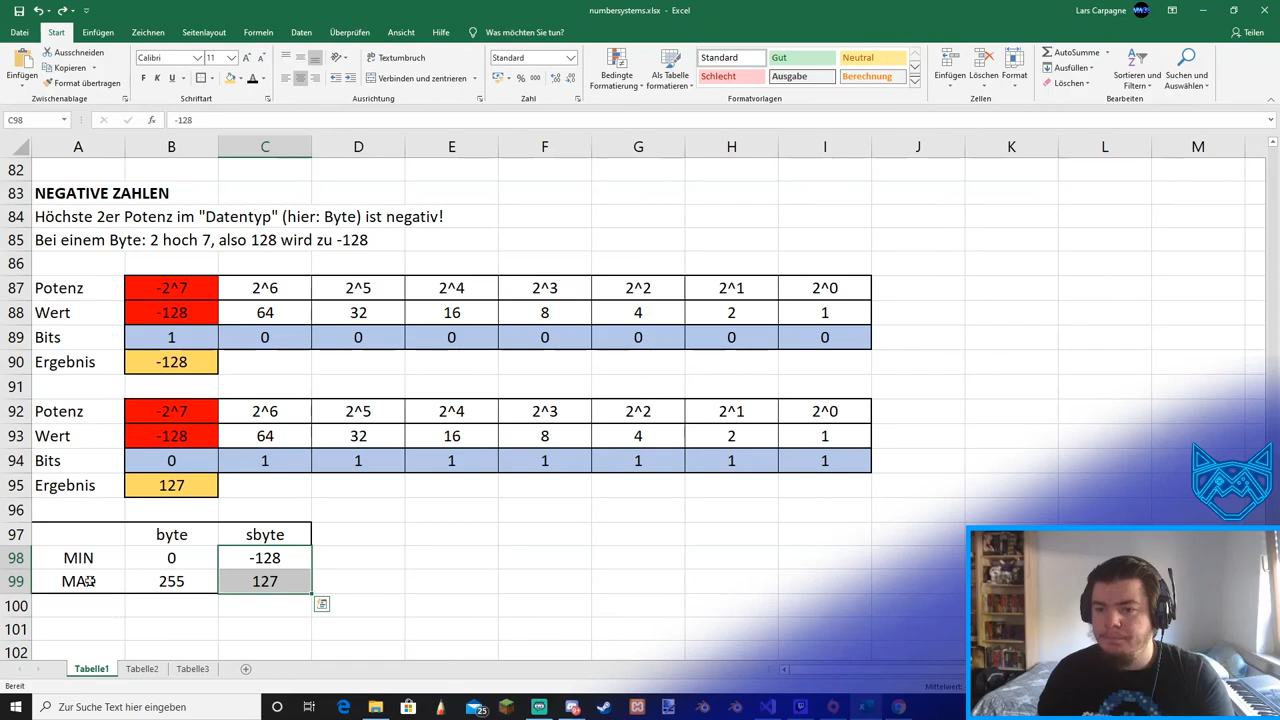 numbersystems.xlsx - Excel
Lars Carpagne
Datei Start Einfügen Zeichnen Seitenlayout Formeln Daten Überprüfen Ansicht Hilfe Was möchten Sie tun? Teilen
Einfügen
Ausschneiden
Kopieren
Format übertragen
Zwischenablage
Calibri 11
F K U
Schriftart
Textumbruch
Verbinden und zentrieren
Ausrichtung
Standard
% 000
Zahl
Bedingte Formatierung
Als Tabelle formatieren
Standard Gut Neutral
Schlecht Ausgabe Berechnung
Formatvorlagen
Einfügen Löschen Format
Zellen
AutoSumme
Ausfüllen
Löschen
Sortieren und Filtern
Suchen und Auswählen
Bearbeiten
C98 fx -128
A B C D E F G H I J K L M
82
83 NEGATIVE ZAHLEN
84 Höchste 2er Potenz im "Datentyp" (hier: Byte) ist negativ!
85 Bei einem Byte: 2 hoch 7, also 128 wird zu -128
86
87 Potenz -2^7 2^6 2^5 2^4 2^3 2^2 2^1 2^0
88 Wert -128 64 32 16 8 4 2 1
89 Bits 1 0 0 0 0 0 0 0
90 Ergebnis -128
91
92 Potenz -2^7 2^6 2^5 2^4 2^3 2^2 2^1 2^0
93 Wert -128 64 32 16 8 4 2 1
94 Bits 0 1 1 1 1 1 1 1
95 Ergebnis 127
96
97 byte sbyte
98 MIN 0 -128
99 MAX 255 127
100
101
102
Tabelle1 Tabelle2 Tabelle3
Bereit
Mittelwert:
Zur Suche Text hier eingeben
25